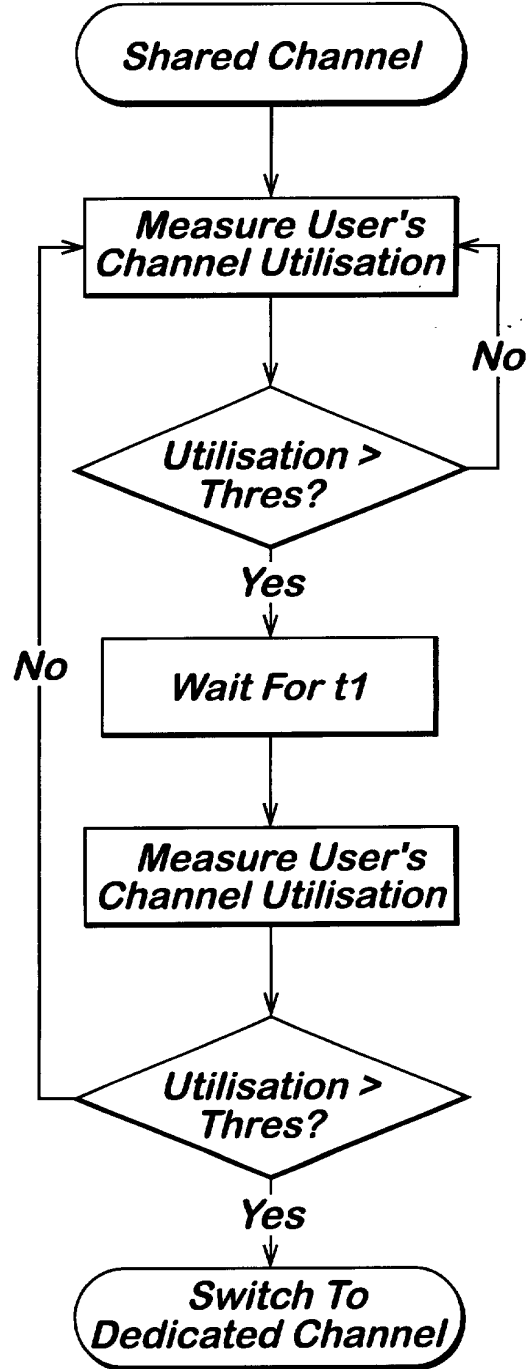 Shared Channel
Measure User's
Channel Utilisation
No
Utilisation >
Thres?
Yes
No
Wait For t1
Measure User's
Channel Utilisation
Utilisation >
Thres?
Yes
Switch To
Dedicated Channel